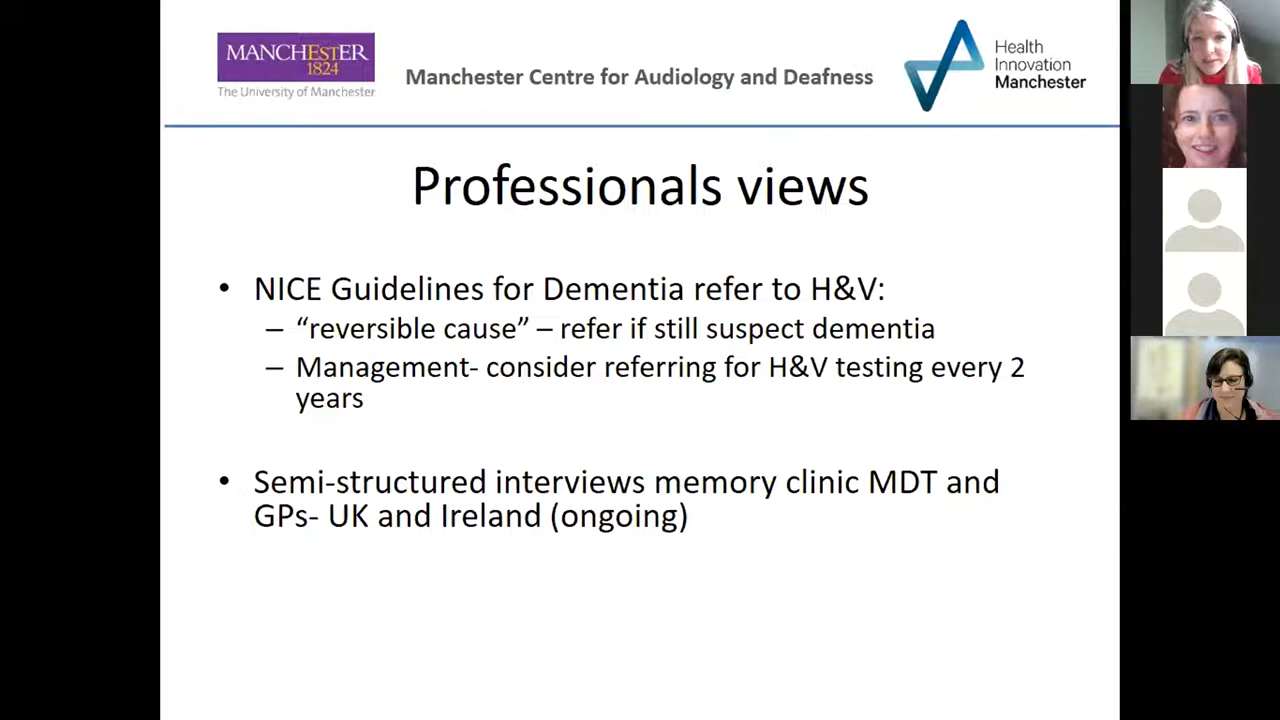 MANCHESTER
1824
The University of Manchester
Manchester Centre for Audiology and Deafness
Health
Innovation
Manchester
Professionals views
• NICE Guidelines for Dementia refer to H&V:
– “reversible cause” – refer if still suspect dementia
– Management- consider referring for H&V testing every 2
years
• Semi-structured interviews memory clinic MDT and
GPs- UK and Ireland (ongoing)